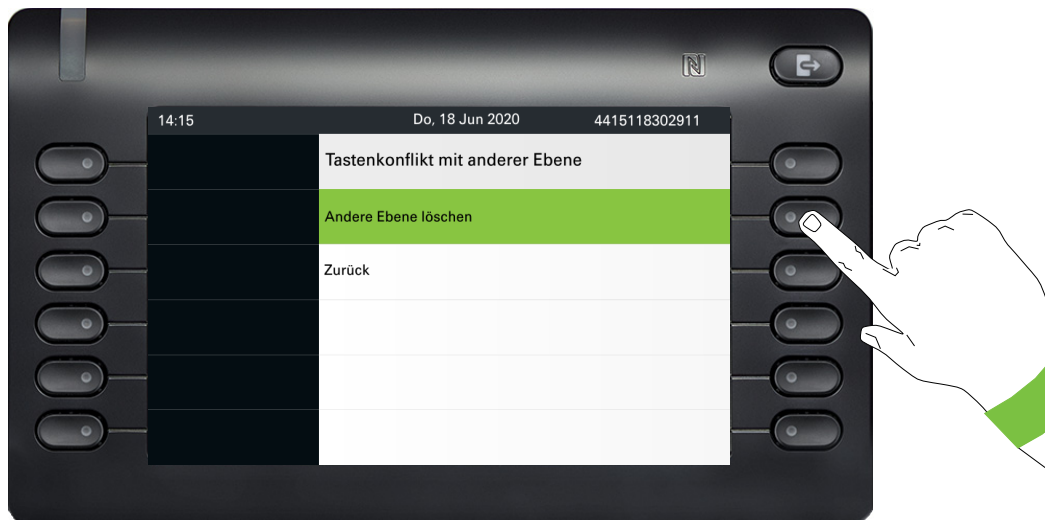 14:15 Do, 18 Jun 2020 4415118302911
Tastenkonflikt mit anderer Ebene
Andere Ebene löschen
Zurück